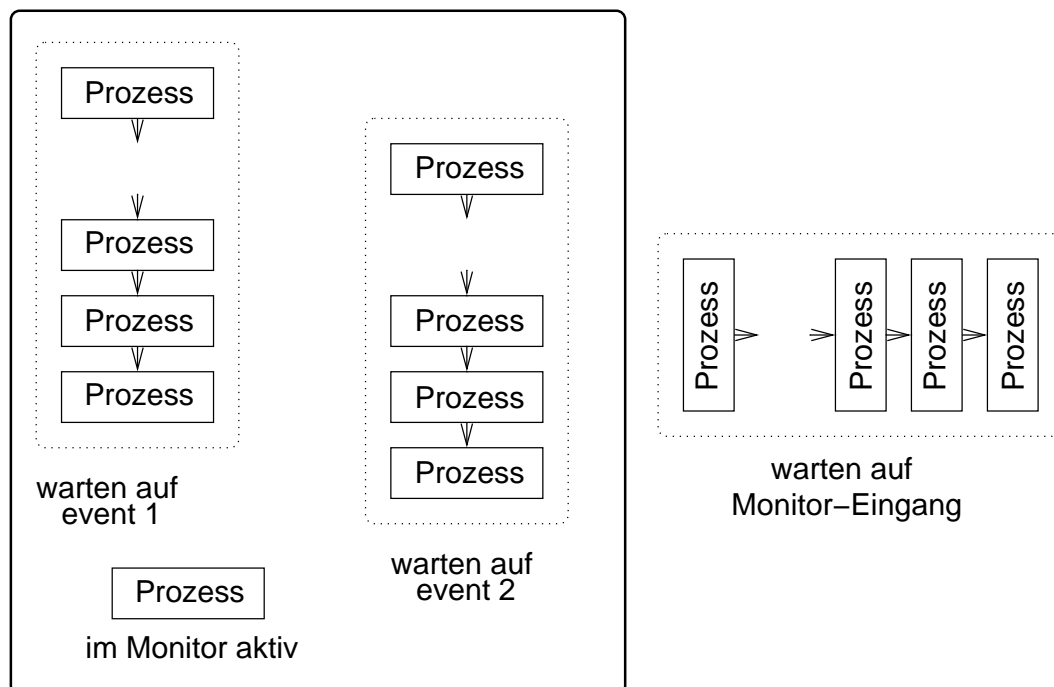 Prozess
Prozess
Prozess
Prozess
warten auf
event 1
Prozess
Prozess
Prozess
Prozess
warten auf
event 2
Prozess
im Monitor aktiv
Prozess
Prozess
Prozess
Prozess
warten auf
Monitor−Eingang